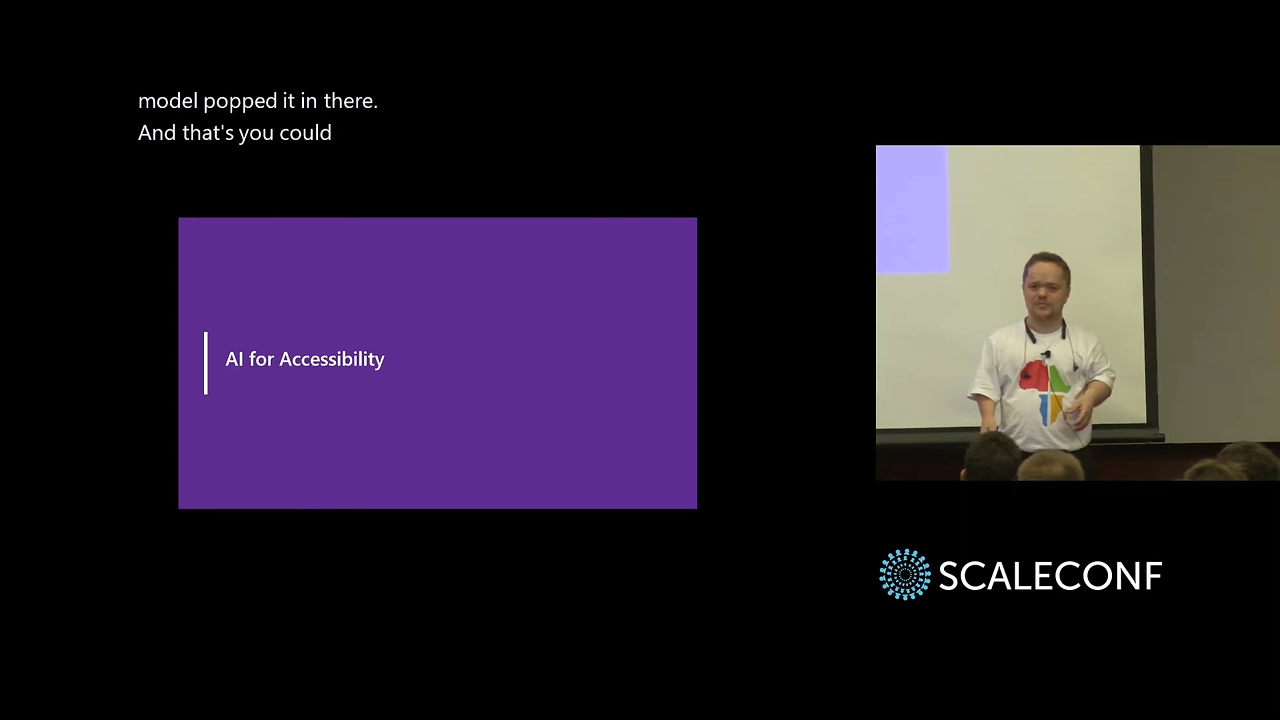 model popped it in there.
And that's you could
AI for Accessibility
SCALECONF